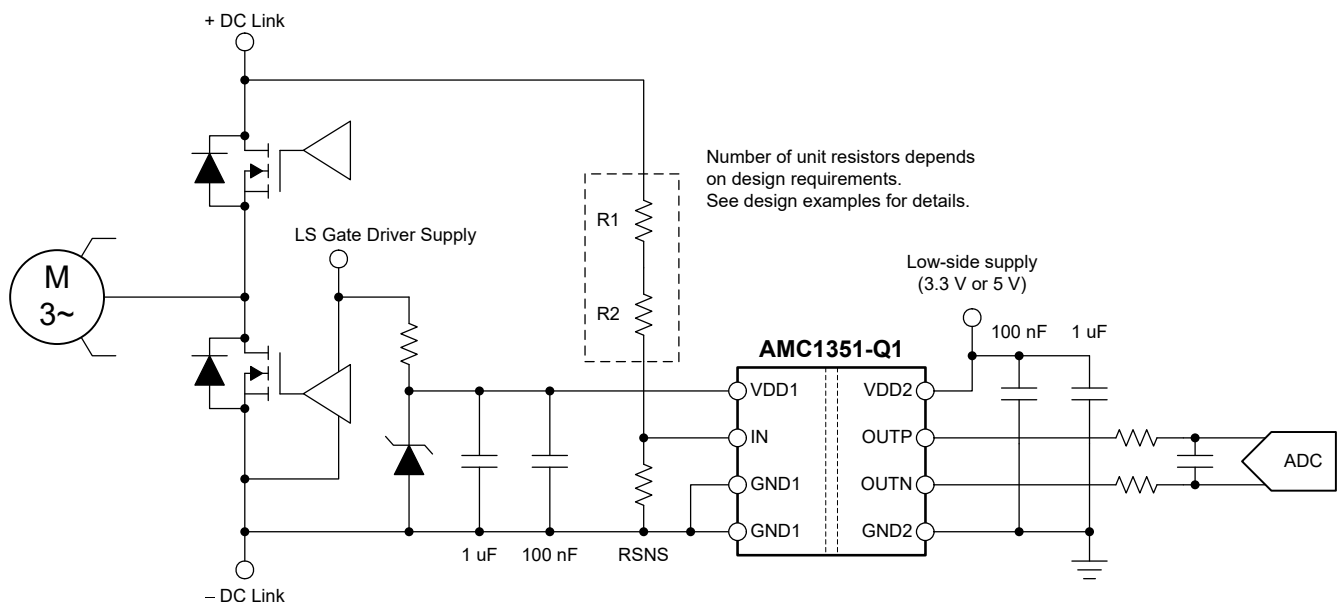 + DC Link
Number of unit resistors depends
on design requirements.
See design examples for details.
R1
LS Gate Driver Supply
Low-side supply
(3.3 V or 5 V)
M
3~
R2
100 nF
1 uF
AMC1351-Q1
VDD1
VDD2
IN
OUTP
ADC
GND1
OUTN
GND1
GND2
1 uF
100 nF
RSNS
– DC Link